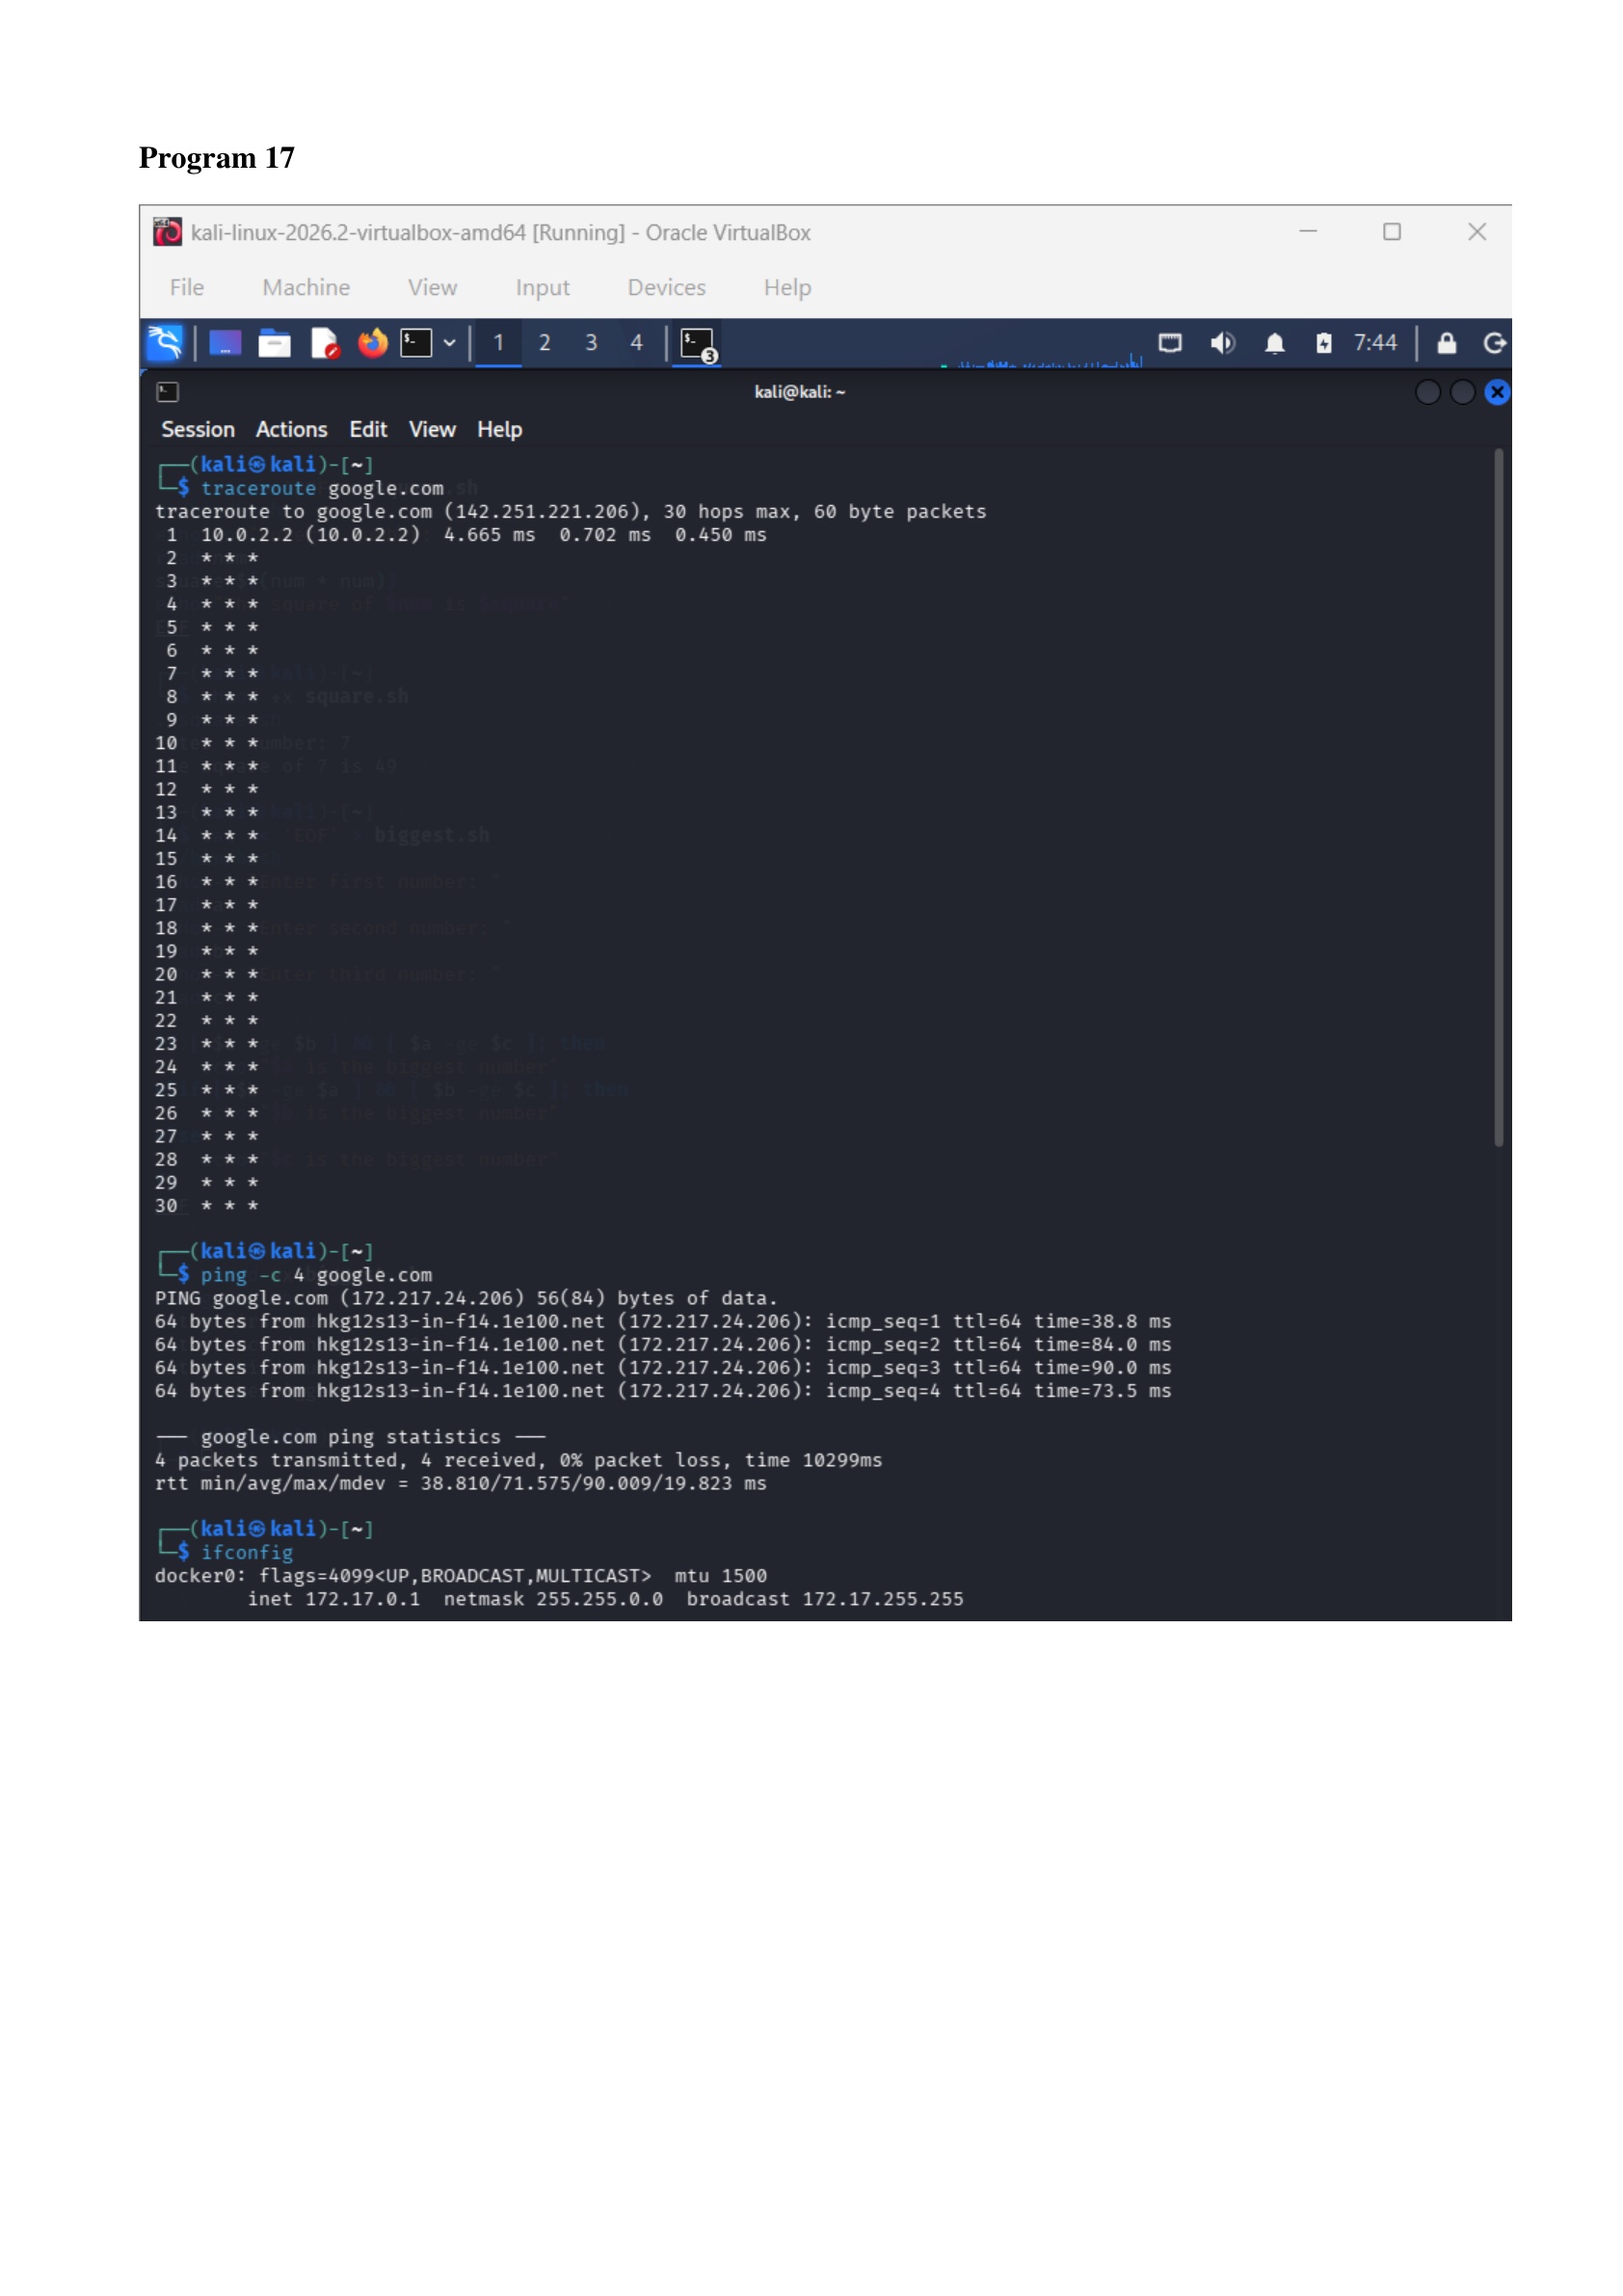 Program 17
kali-linux-2026.2-virtualbox-amd64 [Running] - Oracle VirtualBox
File Machine View Input Devices Help
1 2 3 4 3 7:44
kali@kali: ~
Session Actions Edit View Help
┌──(kali㉿kali)-[~]
└─$ traceroute google.com
traceroute to google.com (142.251.221.206), 30 hops max, 60 byte packets
1 10.0.2.2 (10.0.2.2) 4.665 ms 0.702 ms 0.450 ms
2 * * *
3 * * *
4 * * *
5 * * *
6 * * *
7 * * *
8 * * *
9 * * *
10 * * *
11 * * *
12 * * *
13 * * *
14 * * *
15 * * *
16 * * *
17 * * *
18 * * *
19 * * *
20 * * *
21 * * *
22 * * *
23 * * *
24 * * *
25 * * *
26 * * *
27 * * *
28 * * *
29 * * *
30 * * *
┌──(kali㉿kali)-[~]
└─$ ping -c 4 google.com
PING google.com (172.217.24.206) 56(84) bytes of data.
64 bytes from hkg12s13-in-f14.1e100.net (172.217.24.206): icmp_seq=1 ttl=64 time=38.8 ms
64 bytes from hkg12s13-in-f14.1e100.net (172.217.24.206): icmp_seq=2 ttl=64 time=84.0 ms
64 bytes from hkg12s13-in-f14.1e100.net (172.217.24.206): icmp_seq=3 ttl=64 time=90.0 ms
64 bytes from hkg12s13-in-f14.1e100.net (172.217.24.206): icmp_seq=4 ttl=64 time=73.5 ms
--- google.com ping statistics ---
4 packets transmitted, 4 received, 0% packet loss, time 10299ms
rtt min/avg/max/mdev = 38.810/71.575/90.009/19.823 ms
┌──(kali㉿kali)-[~]
└─$ ifconfig
docker0: flags=4099<UP,BROADCAST,MULTICAST> mtu 1500
inet 172.17.0.1 netmask 255.255.0.0 broadcast 172.17.255.255